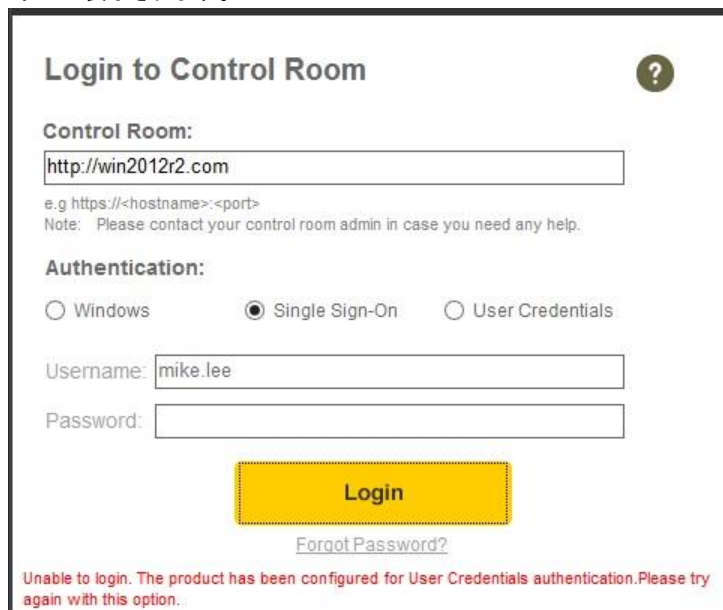 Login to Control Room
?
Control Room:
http://win2012r2.com
e.g https://<hostname>:<port>
Note: Please contact your control room admin in case you need any help.
Authentication:
Windows Single Sign-On User Credentials
Username: mike.lee
Password:
Login
Forgot Password?
Unable to login. The product has been configured for User Credentials authentication.Please try
again with this option.